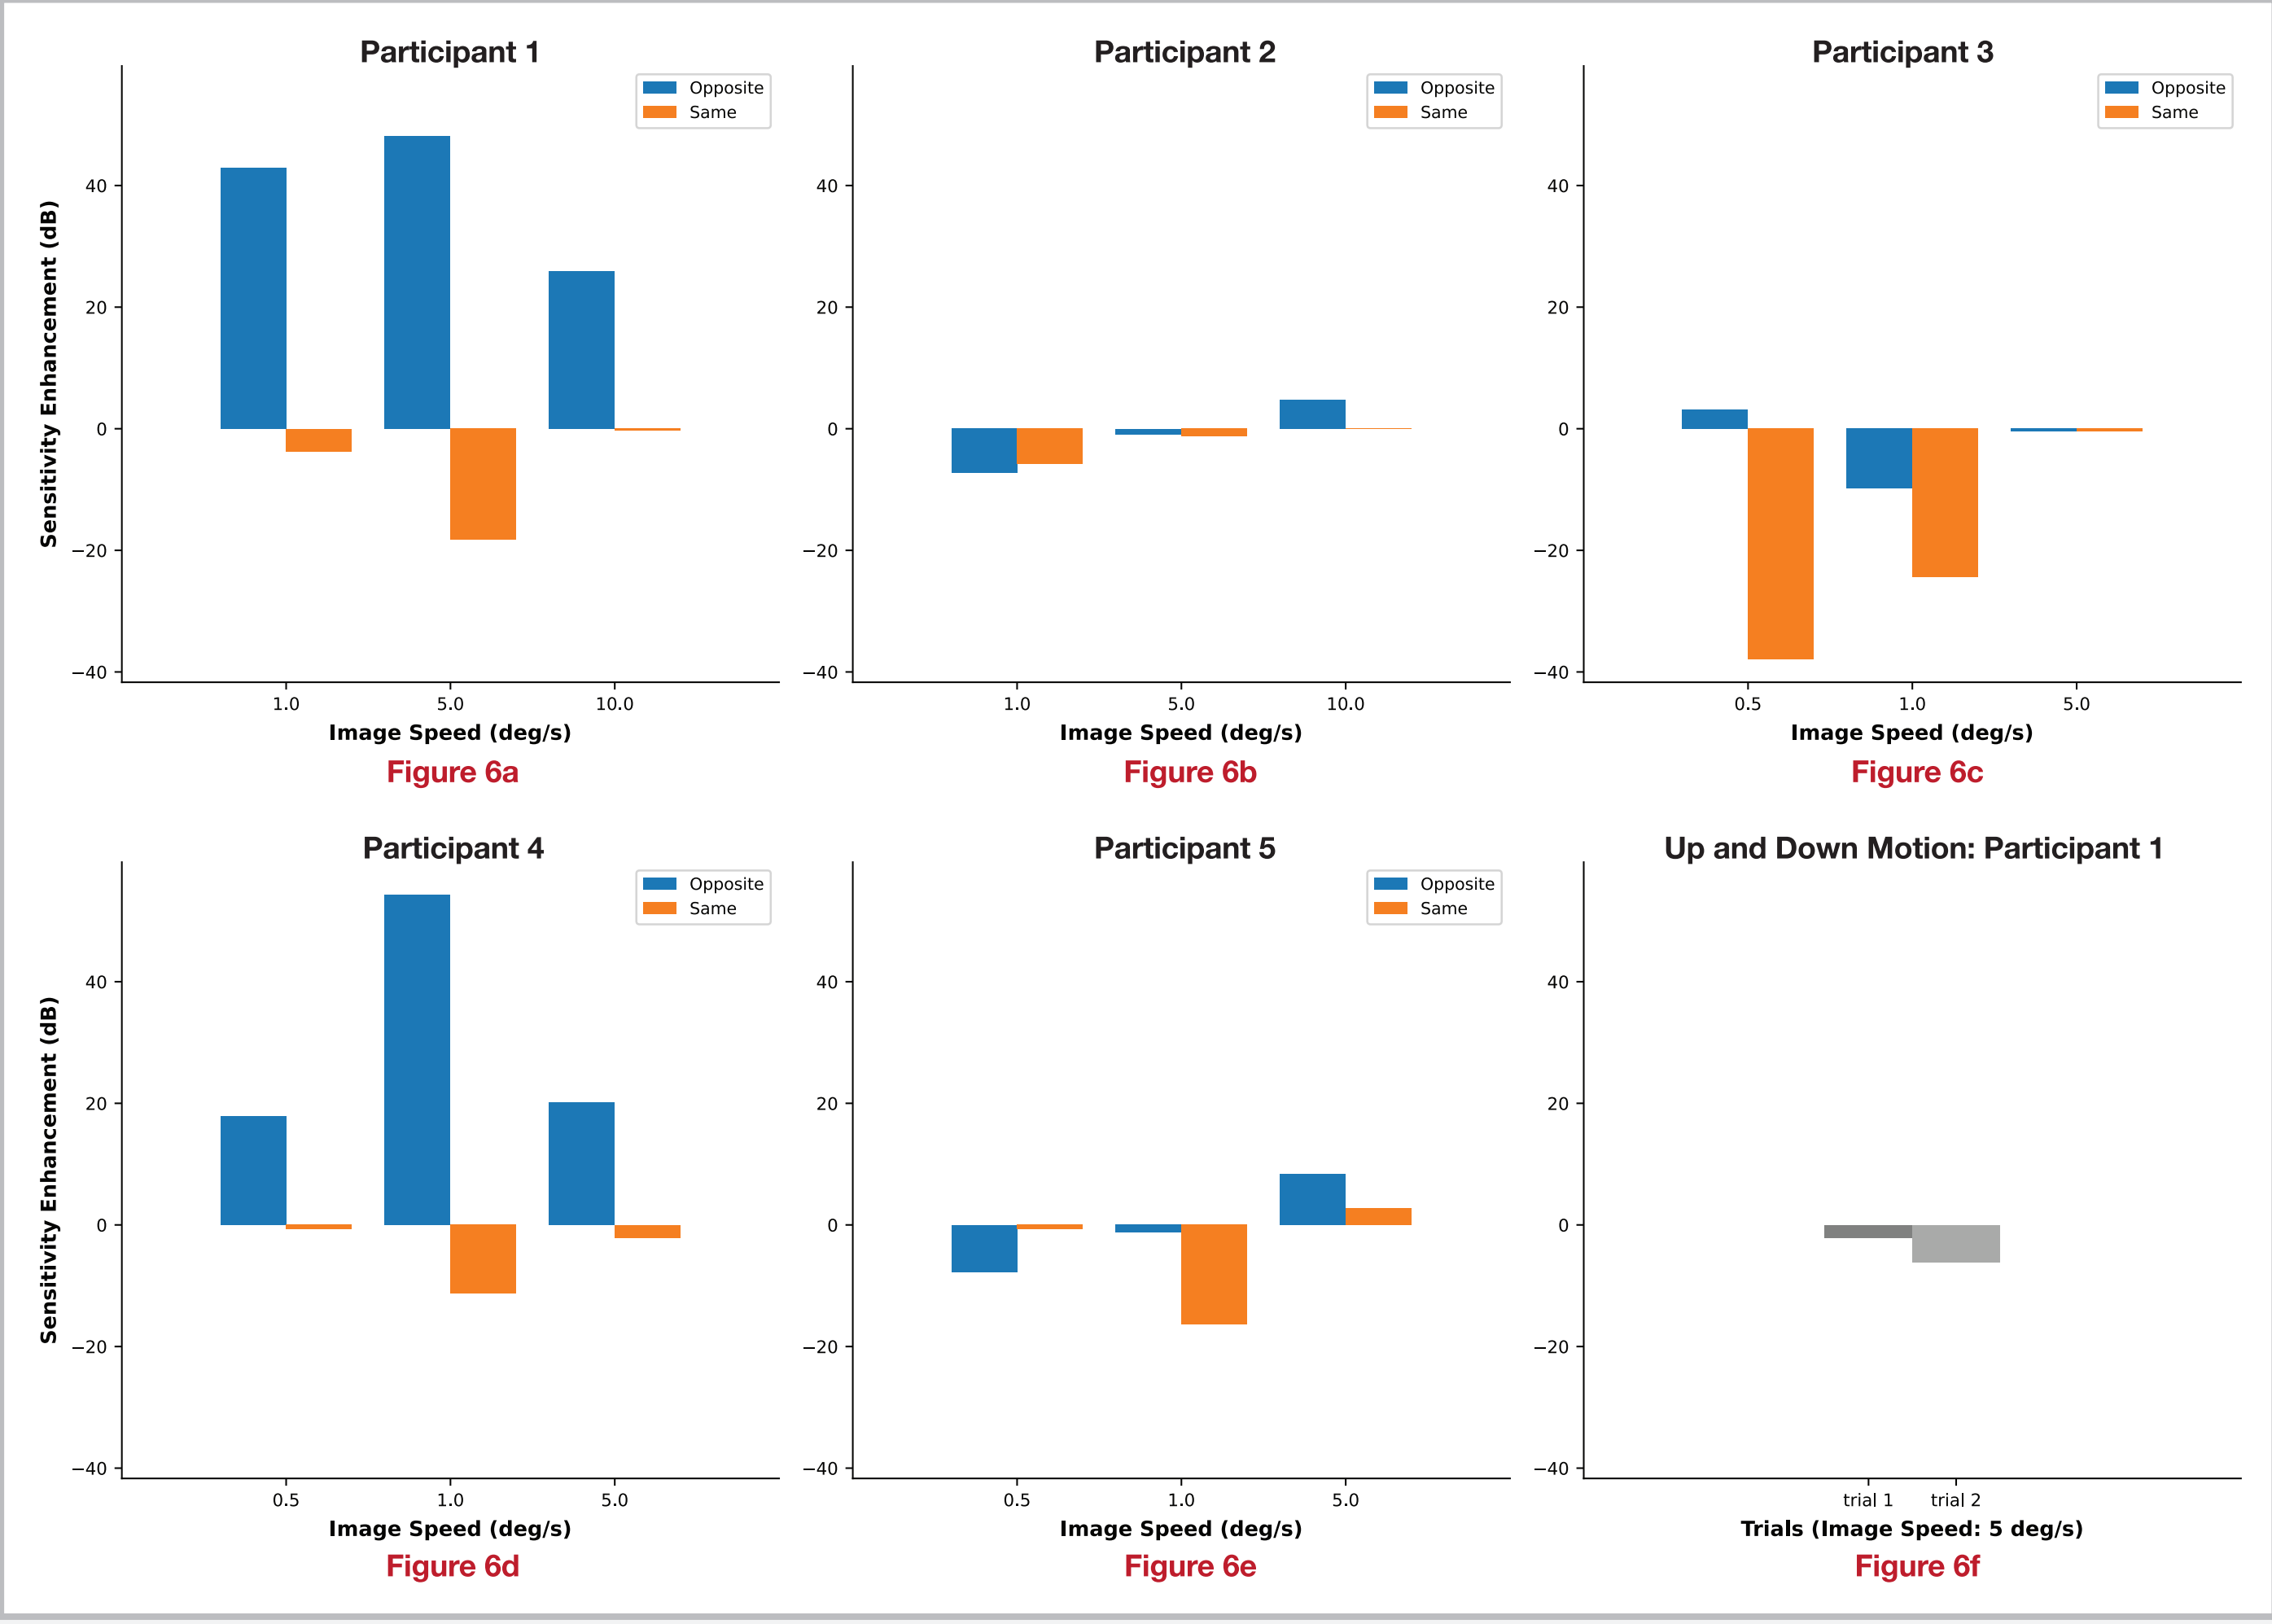 Participant 1
Opposite
Same
40
20
0
−20
−40
Sensitivity Enhancement (dB)
1.0 5.0 10.0
Image Speed (deg/s)
Figure 6a
Participant 2
Opposite
Same
40
20
0
−20
−40
1.0 5.0 10.0
Image Speed (deg/s)
Figure 6b
Participant 3
Opposite
Same
40
20
0
−20
−40
0.5 1.0 5.0
Image Speed (deg/s)
Figure 6c
Participant 4
Opposite
Same
40
20
0
−20
−40
Sensitivity Enhancement (dB)
0.5 1.0 5.0
Image Speed (deg/s)
Figure 6d
Participant 5
Opposite
Same
40
20
0
−20
−40
0.5 1.0 5.0
Image Speed (deg/s)
Figure 6e
Up and Down Motion: Participant 1
40
20
0
−20
−40
trial 1 trial 2
Trials (Image Speed: 5 deg/s)
Figure 6f